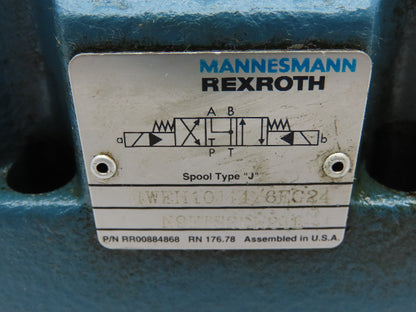 MANNESMANN
REXROTH
A B
a b
P T
Spool Type "J"
P/N RR00884868 RN 176.78 Assembled in U.S.A.